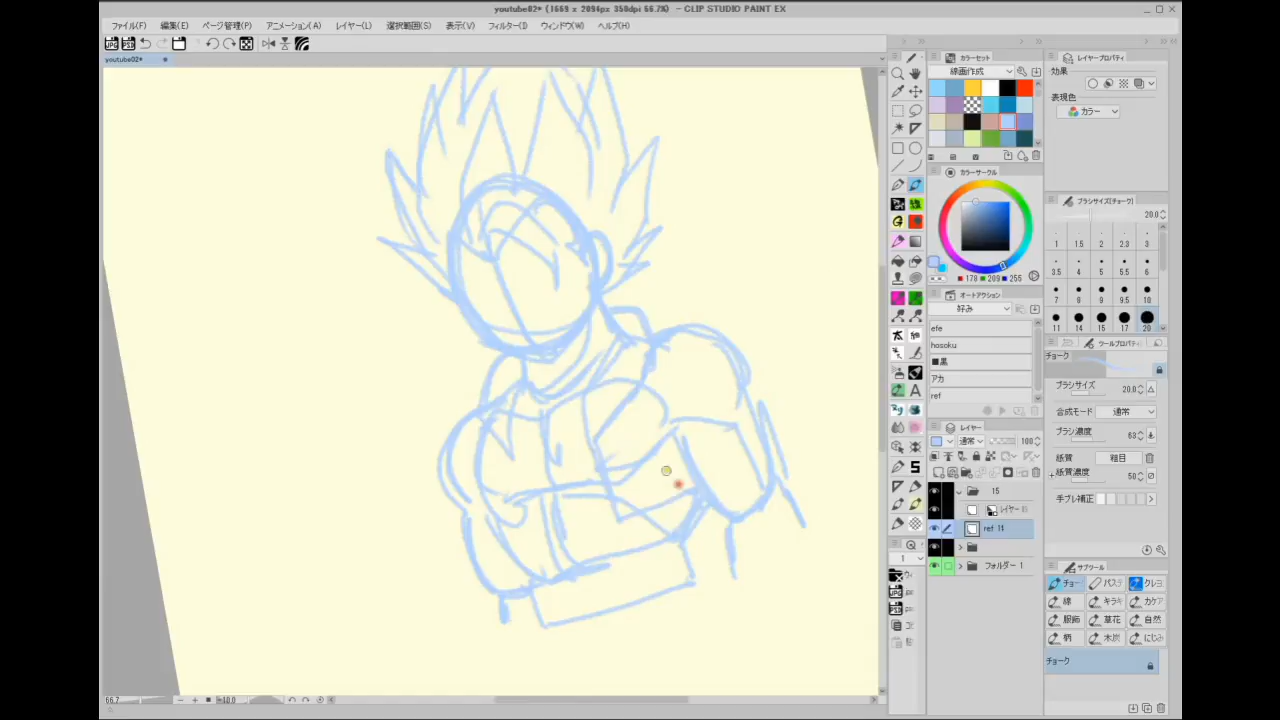 youtube02* (1669 x 2094px 350dpi 66.7%) - CLIP STUDIO PAINT EX
ファイル(F) 編集(E) ページ管理(P) アニメーション(A) レイヤー(L) 選択範囲(S) 表示(V) フィルター(I) ウィンドウ(W) ヘルプ(H)
youtube02*
カラーセット
線画作成
カラーサークル
178 209 255
オートアクション
好み
efe
hosoku
■黒
アカ
ref
レイヤー
通常 100
15
レイヤー
ref 11
フォルダー 1
レイヤープロパティ
効果
表現色
カラー
ブラシサイズ(チョーク)
20.0
1 1.5 2 2.3 3
3.5 4 5 5.5 6
7 8 9 9.5 10
11 14 15 17 20
ツールプロパティ
チョーク
ブラシサイズ 20.0
合成モード 通常
ブラシ濃度 63
紙質 粗目
紙質濃度 50
手ブレ補正
サブツール
チョー パス クレ
線 キラキ カケア
服飾 草花 自然
柄 木炭 にじみ
チョーク
1
66.7